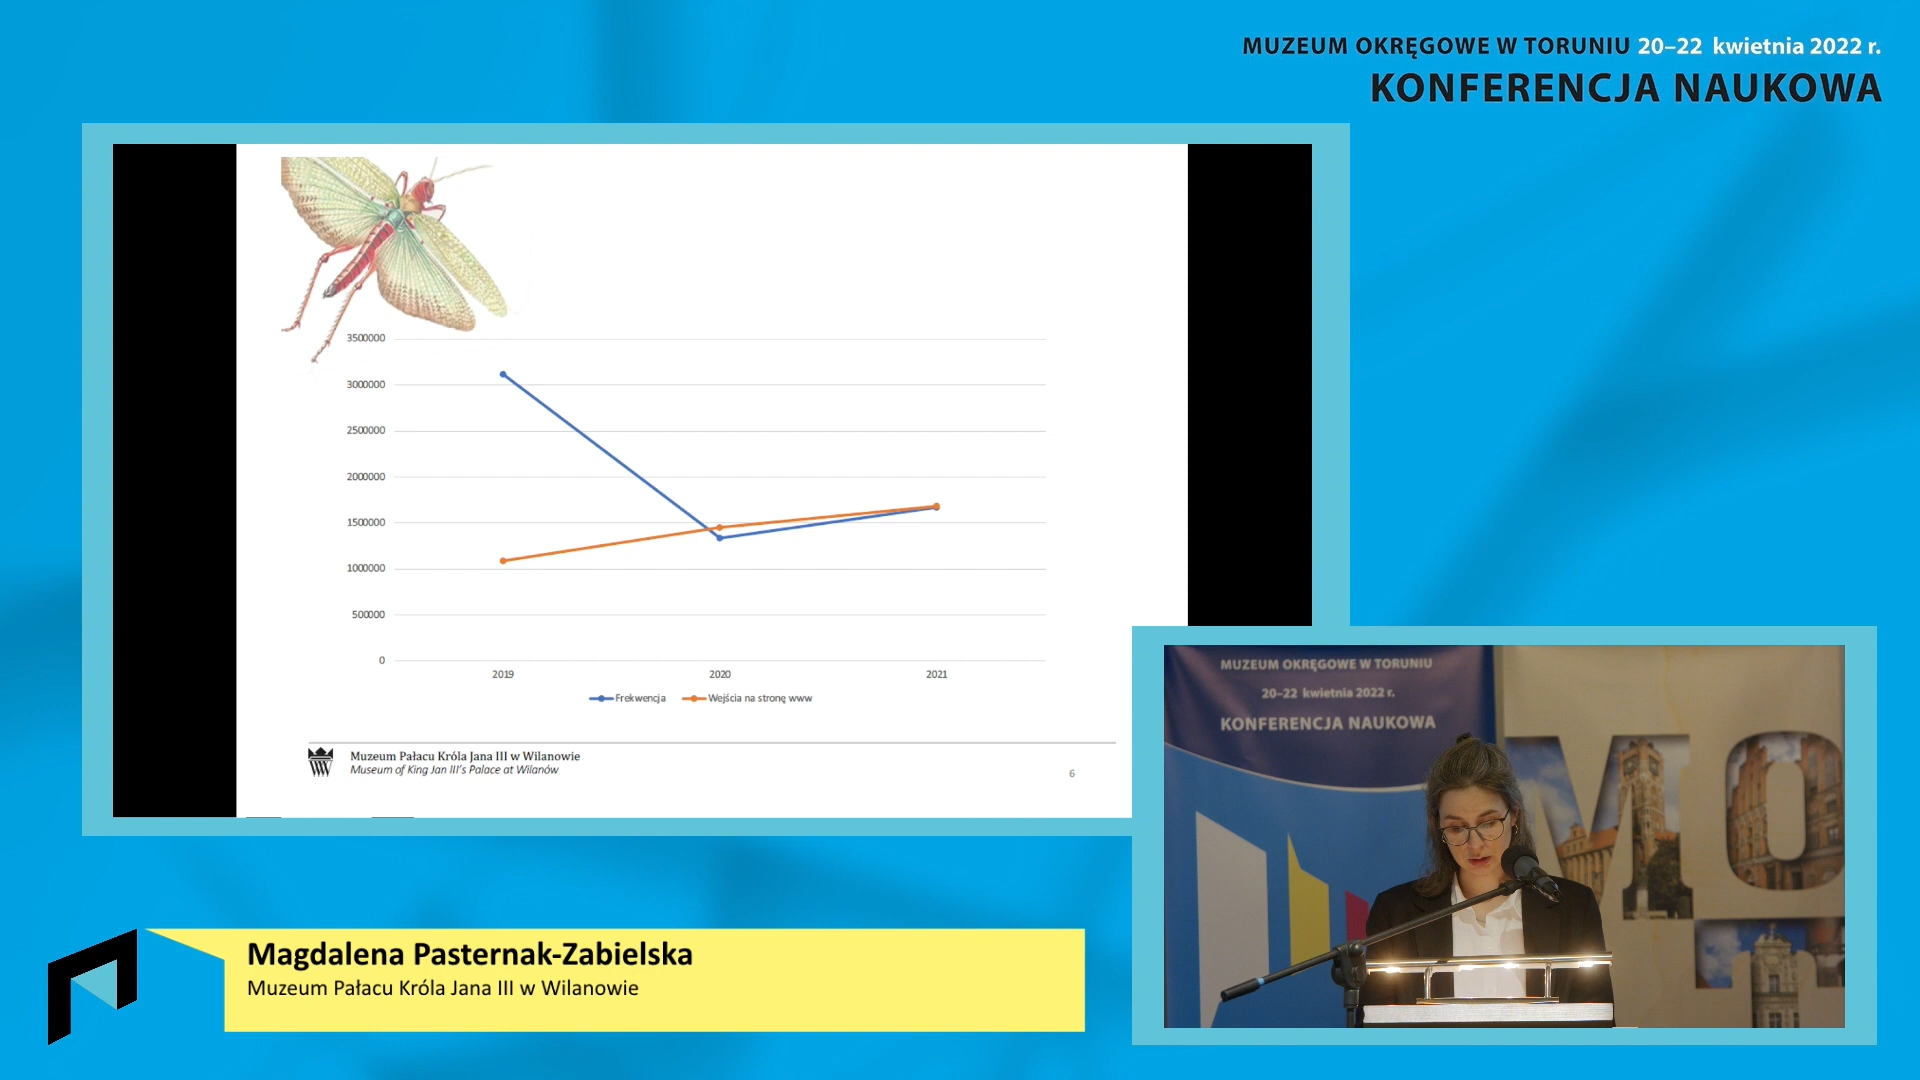 MUZEUM OKRĘGOWE W TORUNIU 20–22 kwietnia 2022 r.
KONFERENCJA NAUKOWA
3500000
3000000
2500000
2000000
1500000
1000000
500000
0
2019 2020 2021
Frekwencja Wejścia na stronę www
Muzeum Pałacu Króla Jana III w Wilanowie
Museum of King Jan III's Palace at Wilanów
6
MUZEUM OKRĘGOWE W TORUNIU
20–22 kwietnia 2022 r.
KONFERENCJA NAUKOWA
MO
T
Magdalena Pasternak-Zabielska
Muzeum Pałacu Króla Jana III w Wilanowie